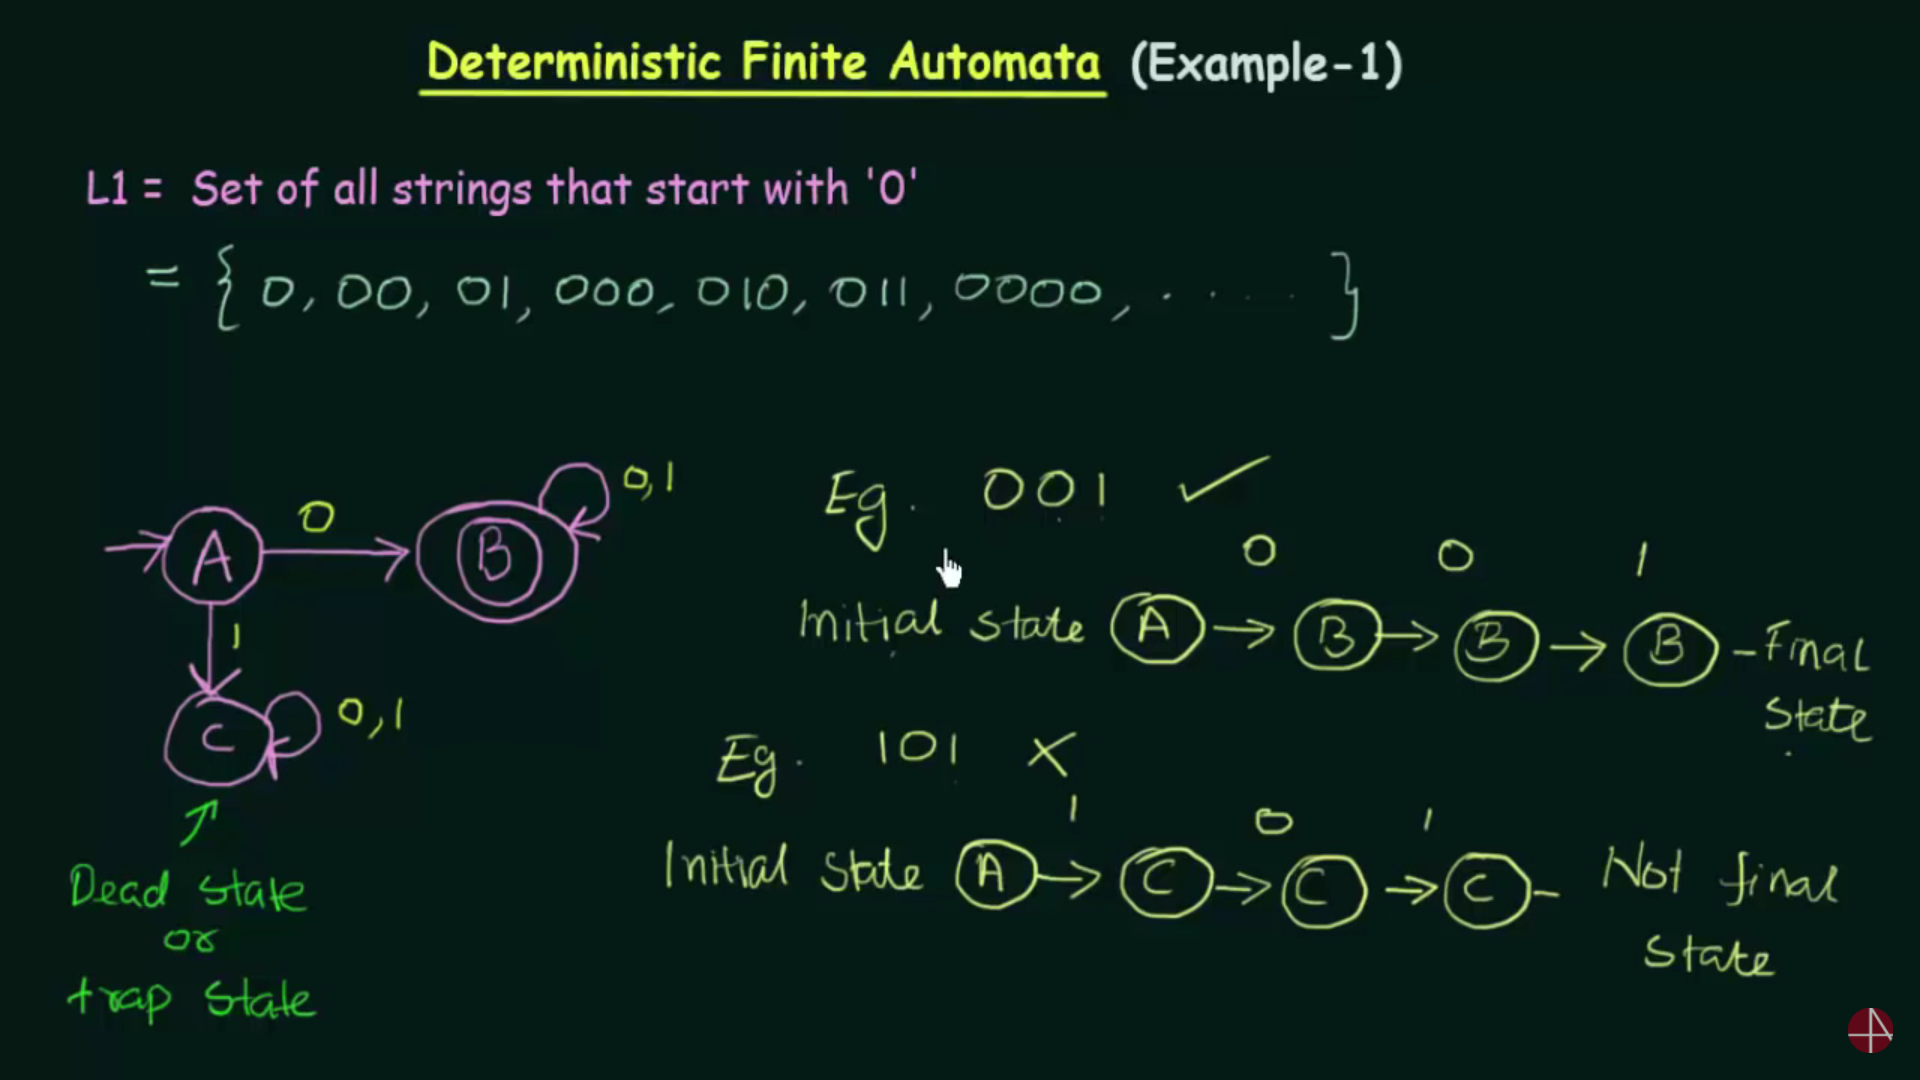 Deterministic Finite Automata (Example-1)
L1 = Set of all strings that start with '0'
= { 0, 00, 01, 000, 010, 011, 0000, ..... }
0,1
0
A
B
1
C
0,1
Dead state
or
trap state
Eg. 001 ✓
0 0 1
Initial state A → B → B → B - Final
state
Eg. 101 ✗
1 0 1
Initial state A → C → C → C - Not final
state